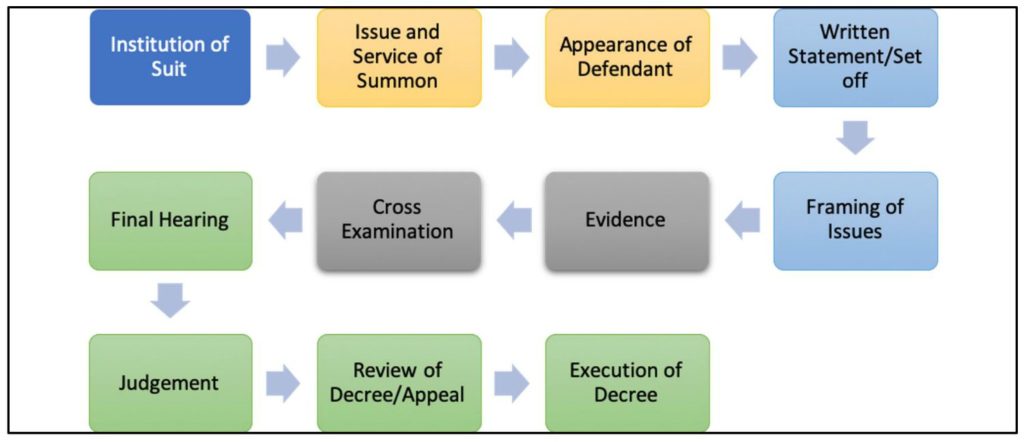 Institution of
Suit
Issue and
Service of
Summon
Appearance of
Defendant
Written
Statement/Set
off
Framing of
Issues
Evidence
Cross
Examination
Final Hearing
Judgement
Review of
Decree/Appeal
Execution of
Decree